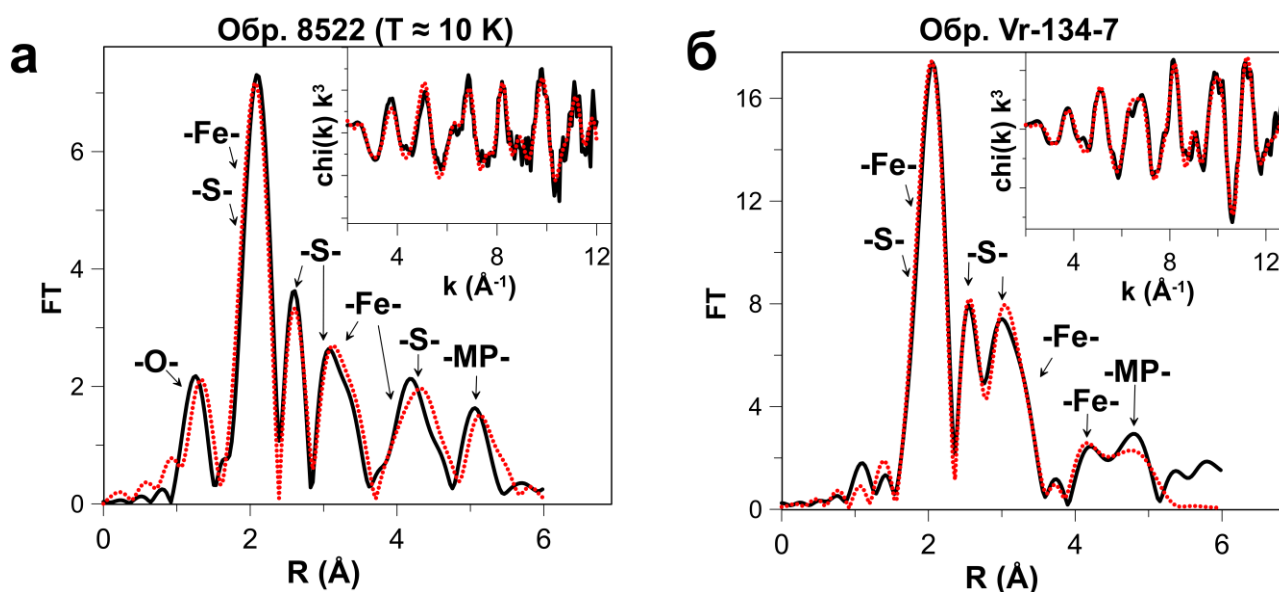 а
Обр. 8522 (T ≈ 10 K)
FT
6
4
2
0
-Fe-
-S-
-O-
-S-
-Fe-
-S-
-MP-
chi(k) k³
4
8
12
k (Å⁻¹)
0
2
4
6
R (Å)
б
Обр. Vr-134-7
FT
16
12
8
4
0
-Fe-
-S-
-S-
-Fe-
-Fe-
-MP-
chi(k) k³
4
8
12
k (Å⁻¹)
0
2
4
6
R (Å)